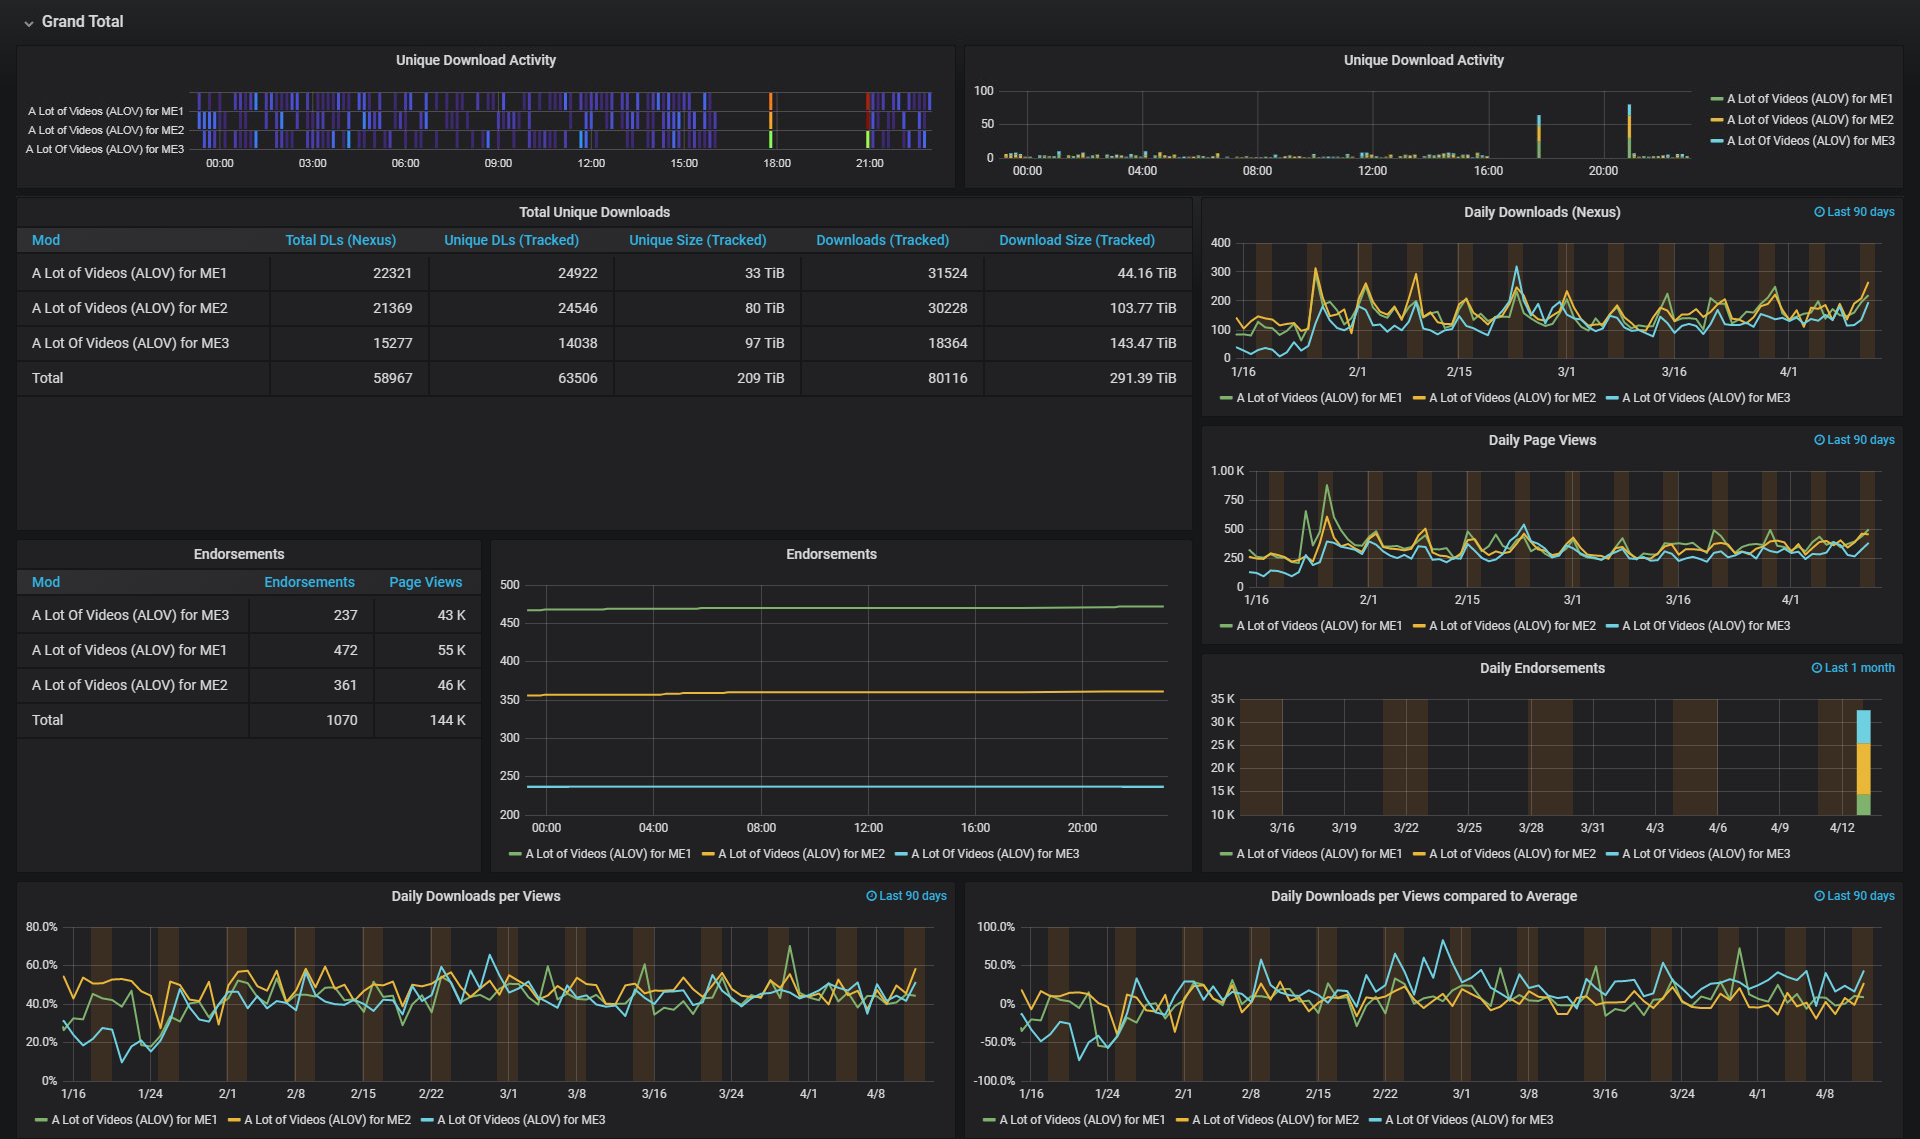 Grand Total
Unique Download Activity
A Lot of Videos (ALOV) for ME1
A Lot of Videos (ALOV) for ME2
A Lot Of Videos (ALOV) for ME3
00:00 03:00 06:00 09:00 12:00 15:00 18:00 21:00
Unique Download Activity
100
50
0
00:00 04:00 08:00 12:00 16:00 20:00
A Lot of Videos (ALOV) for ME1
A Lot of Videos (ALOV) for ME2
A Lot Of Videos (ALOV) for ME3
Total Unique Downloads
Mod Total DLs (Nexus) Unique DLs (Tracked) Unique Size (Tracked) Downloads (Tracked) Download Size (Tracked)
A Lot of Videos (ALOV) for ME1 22321 24922 33 TiB 31524 44.16 TiB
A Lot of Videos (ALOV) for ME2 21369 24546 80 TiB 30228 103.77 TiB
A Lot Of Videos (ALOV) for ME3 15277 14038 97 TiB 18364 143.47 TiB
Total 58967 63506 209 TiB 80116 291.39 TiB
Daily Downloads (Nexus) Last 90 days
400
300
200
100
0
1/16 2/1 2/15 3/1 3/16 4/1
A Lot of Videos (ALOV) for ME1 A Lot of Videos (ALOV) for ME2 A Lot Of Videos (ALOV) for ME3
Daily Page Views Last 90 days
1.00 K
750
500
250
0
1/16 2/1 2/15 3/1 3/16 4/1
A Lot of Videos (ALOV) for ME1 A Lot of Videos (ALOV) for ME2 A Lot Of Videos (ALOV) for ME3
Endorsements
Mod Endorsements Page Views
A Lot Of Videos (ALOV) for ME3 237 43 K
A Lot of Videos (ALOV) for ME1 472 55 K
A Lot of Videos (ALOV) for ME2 361 46 K
Total 1070 144 K
Endorsements
500
450
400
350
300
250
200
00:00 04:00 08:00 12:00 16:00 20:00
A Lot of Videos (ALOV) for ME1 A Lot of Videos (ALOV) for ME2 A Lot Of Videos (ALOV) for ME3
Daily Endorsements Last 1 month
35 K
30 K
25 K
20 K
15 K
10 K
3/16 3/19 3/22 3/25 3/28 3/31 4/3 4/6 4/9 4/12
A Lot of Videos (ALOV) for ME1 A Lot of Videos (ALOV) for ME2 A Lot Of Videos (ALOV) for ME3
Daily Downloads per Views Last 90 days
80.0%
60.0%
40.0%
20.0%
0%
1/16 1/24 2/1 2/8 2/15 2/22 3/1 3/8 3/16 3/24 4/1 4/8
A Lot of Videos (ALOV) for ME1 A Lot of Videos (ALOV) for ME2 A Lot Of Videos (ALOV) for ME3
Daily Downloads per Views compared to Average Last 90 days
100.0%
50.0%
0%
-50.0%
-100.0%
1/16 1/24 2/1 2/8 2/15 2/22 3/1 3/8 3/16 3/24 4/1 4/8
A Lot of Videos (ALOV) for ME1 A Lot of Videos (ALOV) for ME2 A Lot Of Videos (ALOV) for ME3